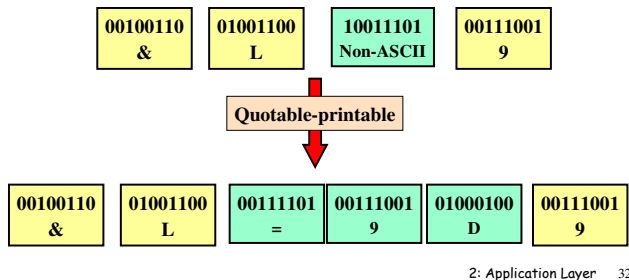 00100110 01001100 10011101 00111001
& L Non-ASCII 9
Quotable-printable
00100110 01001100 00111101 00111001 01000100 00111001
& L = 9 D 9
2: Application Layer 32